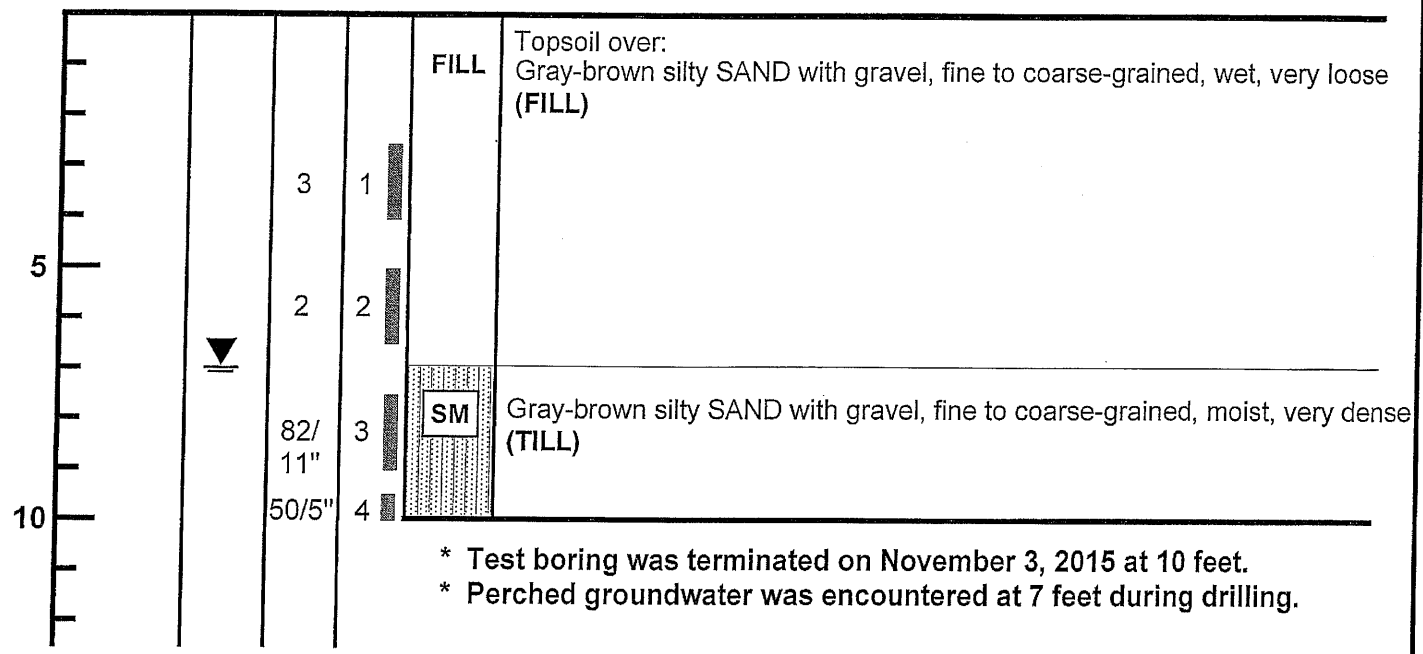 FILL
Topsoil over:
Gray-brown silty SAND with gravel, fine to coarse-grained, wet, very loose
(FILL)
3 1
5
2 2
SM
Gray-brown silty SAND with gravel, fine to coarse-grained, moist, very dense
(TILL)
82/ 3
11"
10
50/5" 4
* Test boring was terminated on November 3, 2015 at 10 feet.
* Perched groundwater was encountered at 7 feet during drilling.